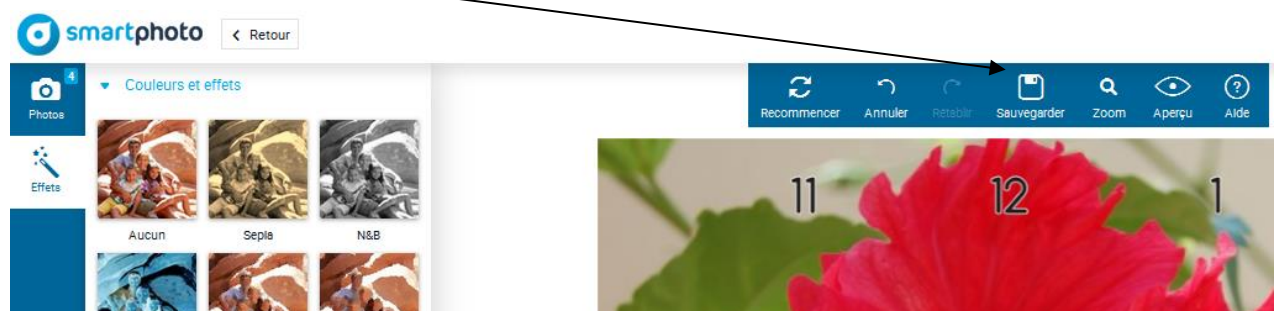 smartphoto
Retour
4
Photos
Couleurs et effets
Effets
Aucun
Sepia
N&B
Recommencer
Annuler
Rétablir
Sauvegarder
Zoom
Aperçu
?
Aide
11
12
1